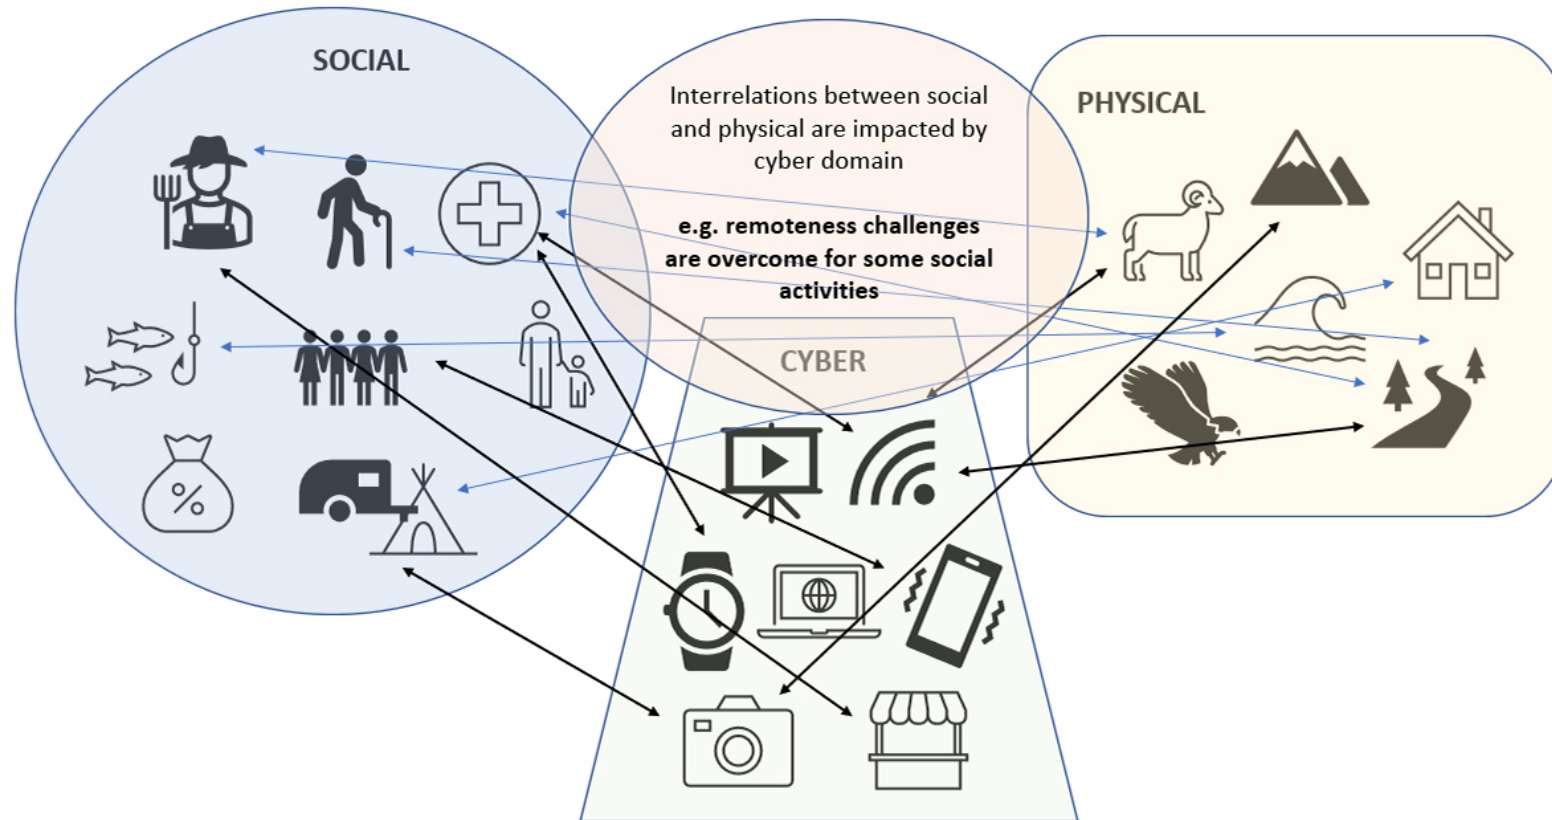 SOCIAL
Interrelations between social
and physical are impacted by
cyber domain
e.g. remoteness challenges
are overcome for some social
activities
PHYSICAL
CYBER